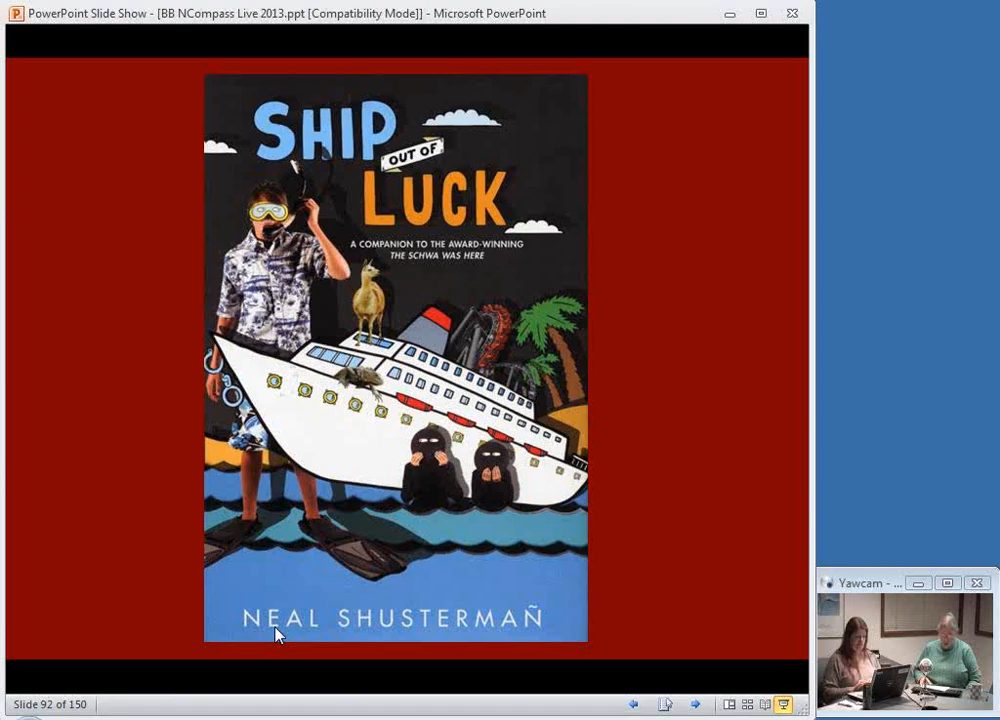 PowerPoint Slide Show - [BB NCompass Live 2013.ppt [Compatibility Mode]] - Microsoft PowerPoint
SHIP
OUT OF
LUCK
A COMPANION TO THE AWARD-WINNING
THE SCHWA WAS HERE
NEAL SHUSTERMAÑ
Yawcam - ...
Slide 92 of 150